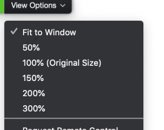 View Options
Fit to Window
50%
100% (Original Size)
150%
200%
300%
Request Remote Control